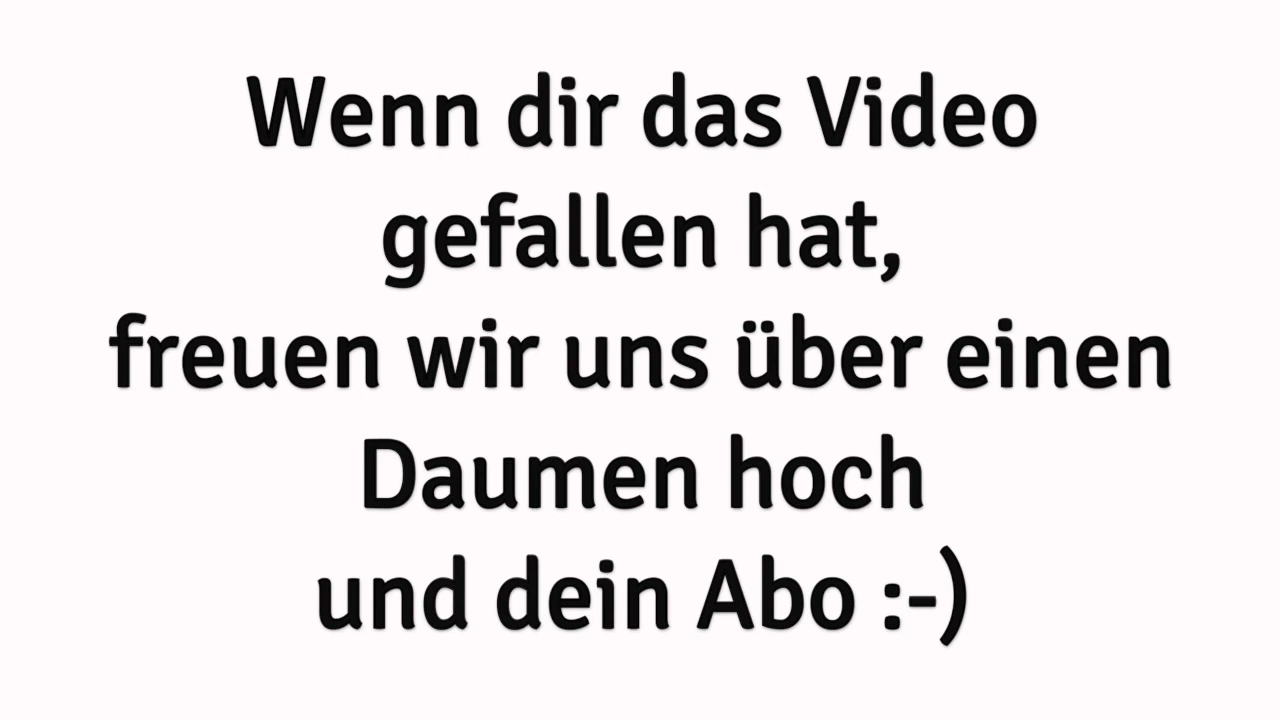 Wenn dir das Video
gefallen hat,
freuen wir uns über einen
Daumen hoch
und dein Abo :-)